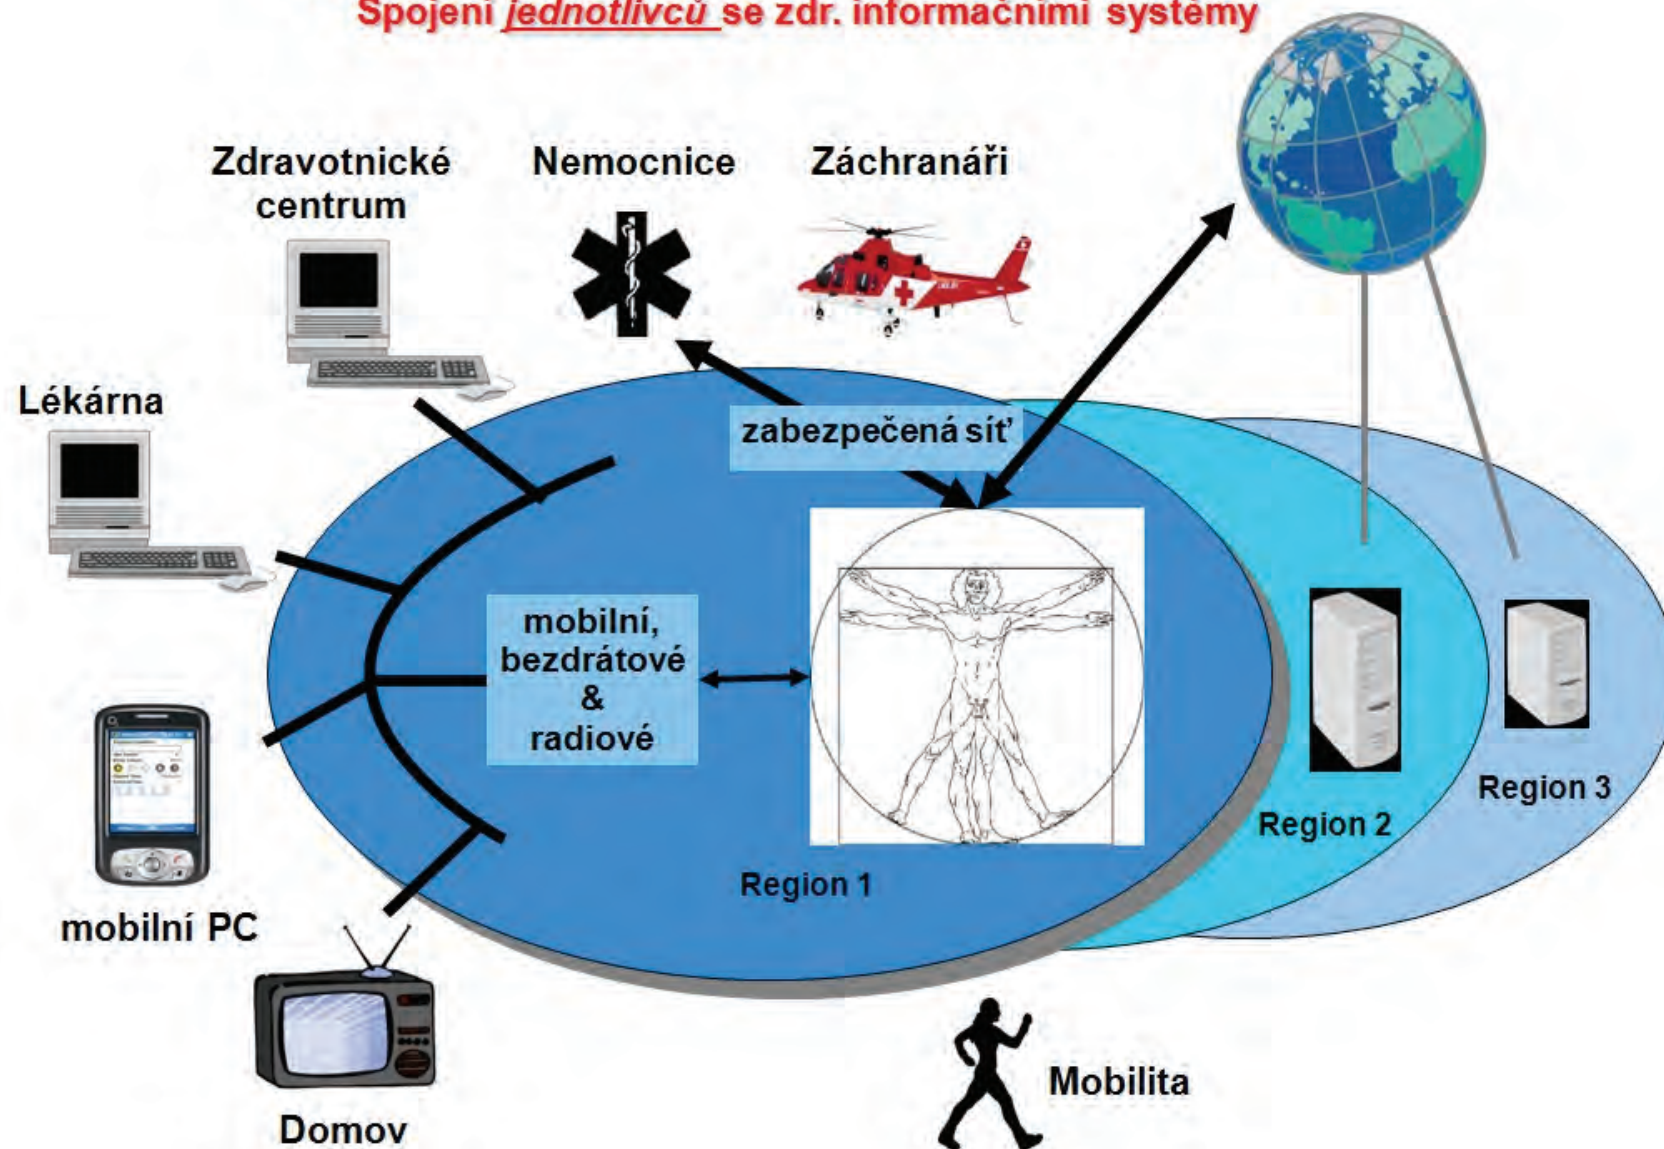 Spojení jednotlivců se zdr. informačními systémy
Zdravotnické
centrum
Nemocnice
Záchranáři
Lékárna
zabezpečená síť
mobilní,
bezdrátové
&
radiové
Region 1
Region 2
Region 3
mobilní PC
Domov
Mobilita